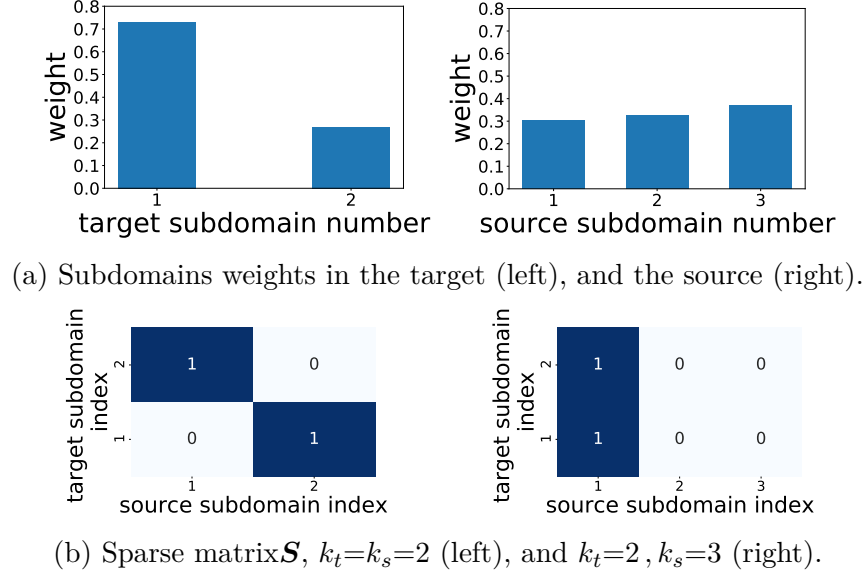 0.8
0.7
0.6
0.5
0.4
0.3
0.2
0.1
0.0
weight
1 2
target subdomain number
0.8
0.7
0.6
0.5
0.4
0.3
0.2
0.1
0.0
weight
1 2 3
source subdomain number
(a) Subdomains weights in the target (left), and the source (right).
target subdomain
index
2 1 0
1 0 1
1 2
source subdomain index
target subdomain
index
2 1 0 0
1 1 0 0
1 2 3
source subdomain index
(b) Sparse matrixS, kt=ks=2 (left), and kt=2,ks=3 (right).